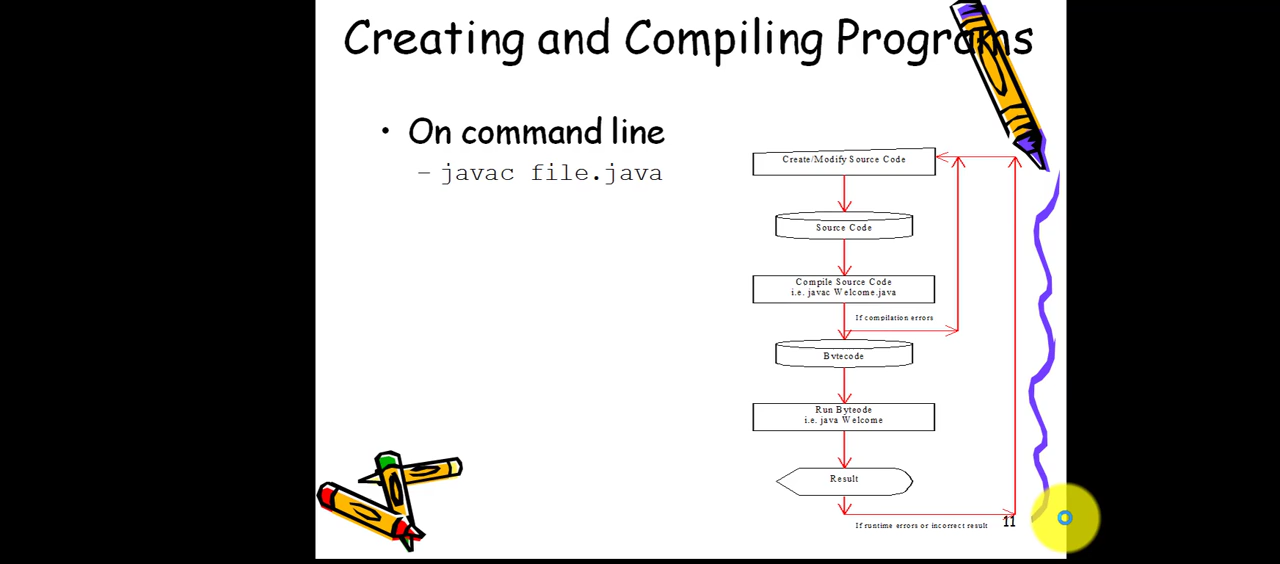 Creating and Compiling Programs
• On command line
– javac file.java
Create/Modify Source Code
Source Code
Compile Source Code
i.e. javac Welcome.java
If compilation errors
Bytecode
Run Byteode
i.e. java Welcome
Result
If runtime errors or incorrect result
11